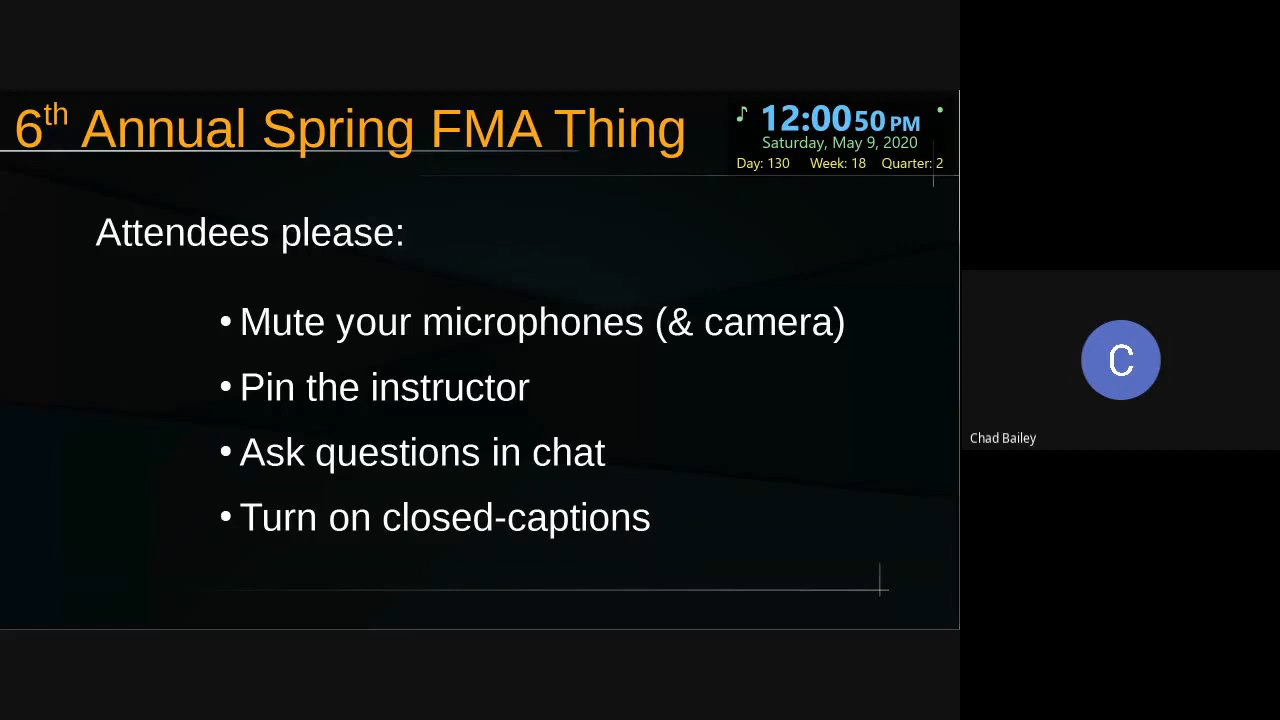 6th Annual Spring FMA Thing
♪ 12:00 50 PM
Saturday, May 9, 2020
Day: 130 Week: 18 Quarter: 2
Attendees please:
• Mute your microphones (& camera)
• Pin the instructor
• Ask questions in chat
• Turn on closed-captions
C
Chad Bailey